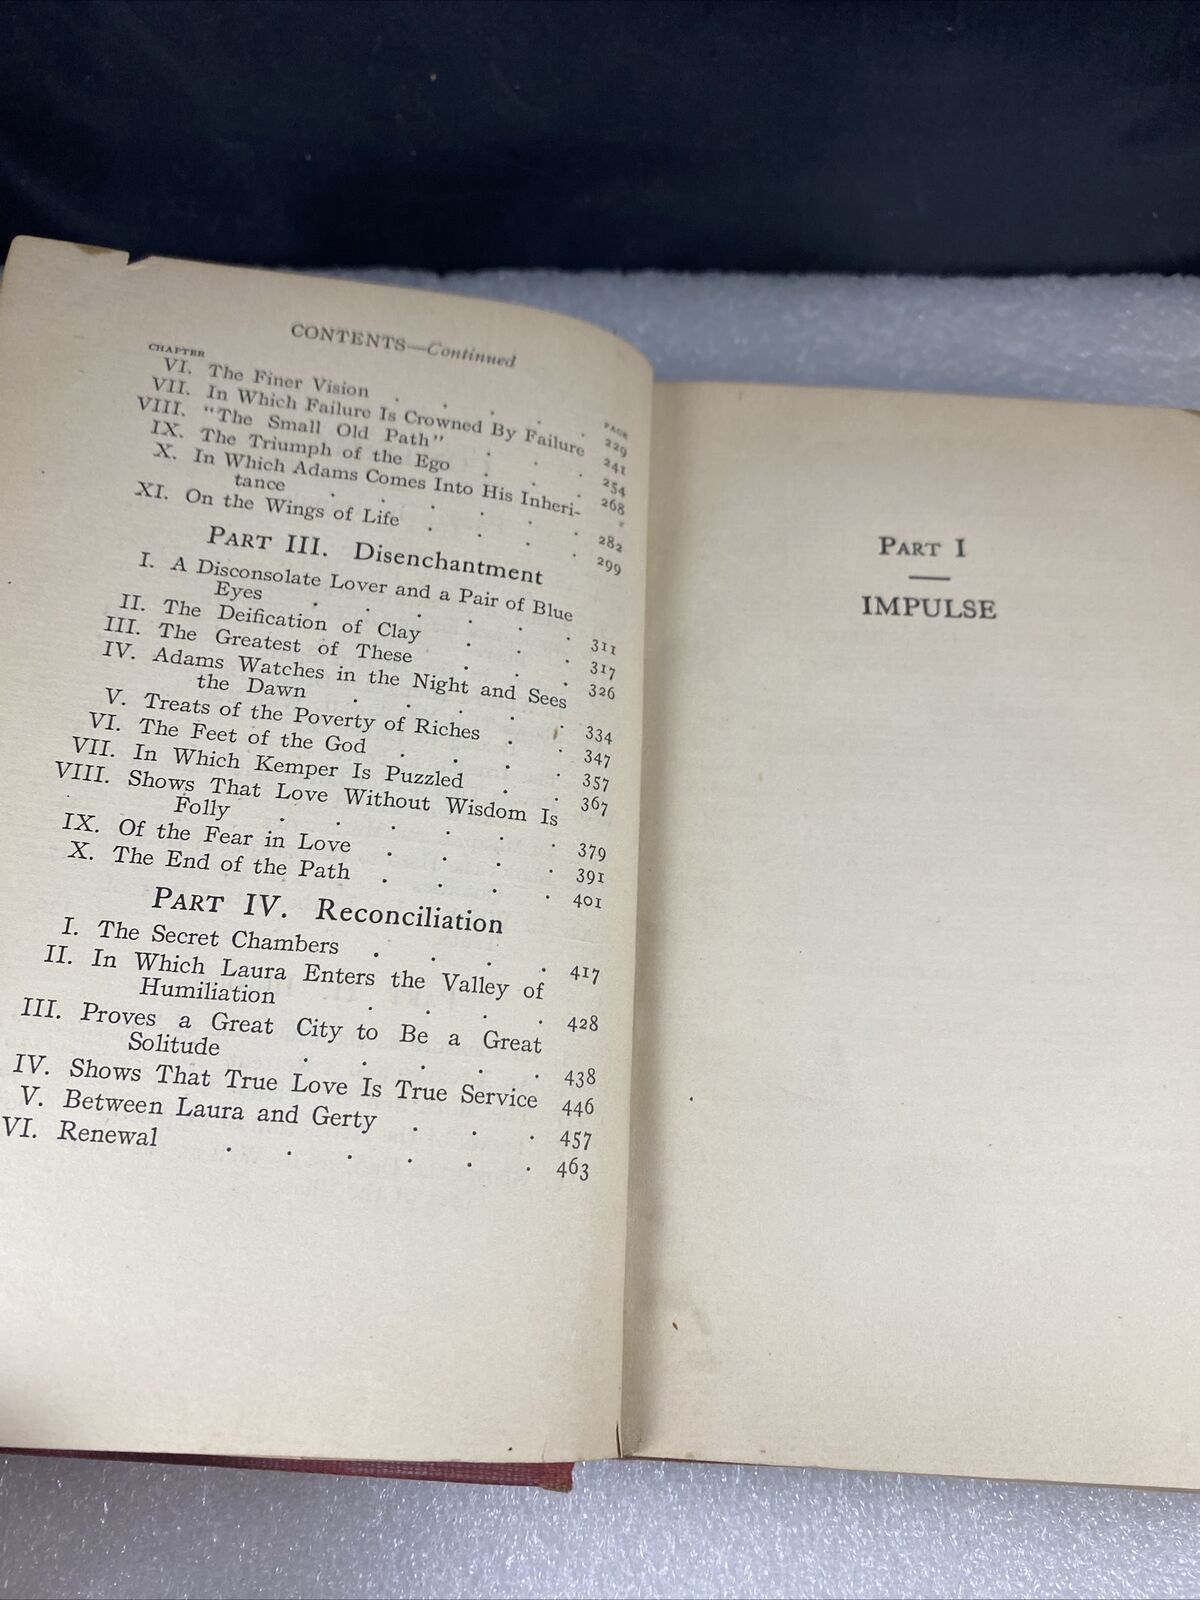 CONTENTS—Continued
CHAPTER PAGE
VI. The Finer Vision . . . . . 229
VII. In Which Failure Is Crowned By Failure 241
VIII. "The Small Old Path" . . . 254
IX. The Triumph of the Ego . . . 268
X. In Which Adams Comes Into His Inheri-
tance . . . . . . 282
XI. On the Wings of Life . . . . 299
PART III. Disenchantment
I. A Disconsolate Lover and a Pair of Blue
Eyes . . . . . . 311
II. The Deification of Clay . . . 317
III. The Greatest of These . . . 326
IV. Adams Watches in the Night and Sees
the Dawn . . . . . 334
V. Treats of the Poverty of Riches . . 347
VI. The Feet of the God . . . . 357
VII. In Which Kemper Is Puzzled . . 367
VIII. Shows That Love Without Wisdom Is
Folly . . . . . . 379
IX. Of the Fear in Love . . . . 391
X. The End of the Path . . . . 401
PART IV. Reconciliation
I. The Secret Chambers . . . . 417
II. In Which Laura Enters the Valley of
Humiliation . . . . 428
III. Proves a Great City to Be a Great
Solitude . . . . . 438
IV. Shows That True Love Is True Service 446
V. Between Laura and Gerty . . . 457
VI. Renewal . . . . . . 463
PART I
IMPULSE